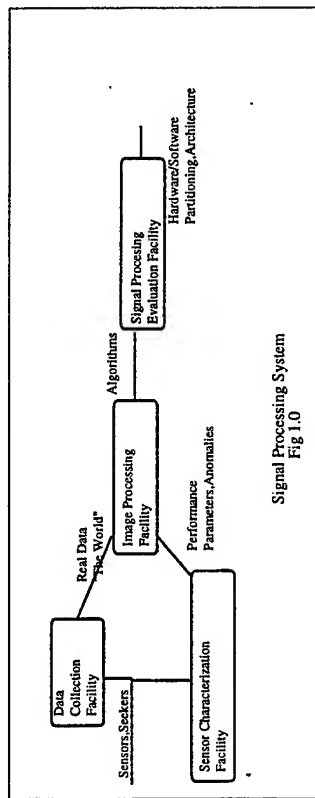 Data
Collection
Facility
Sensors,Seekers
Sensor Characterization
Facility
Real Data
"The World"
Image Processing
Facility
Performance
Parameters,Anomalies
Algorithms
Signal Procesing
Evaluation Facility
Hardware/Software
Partitioning,Architecture
Signal Processing System
Fig 1.0